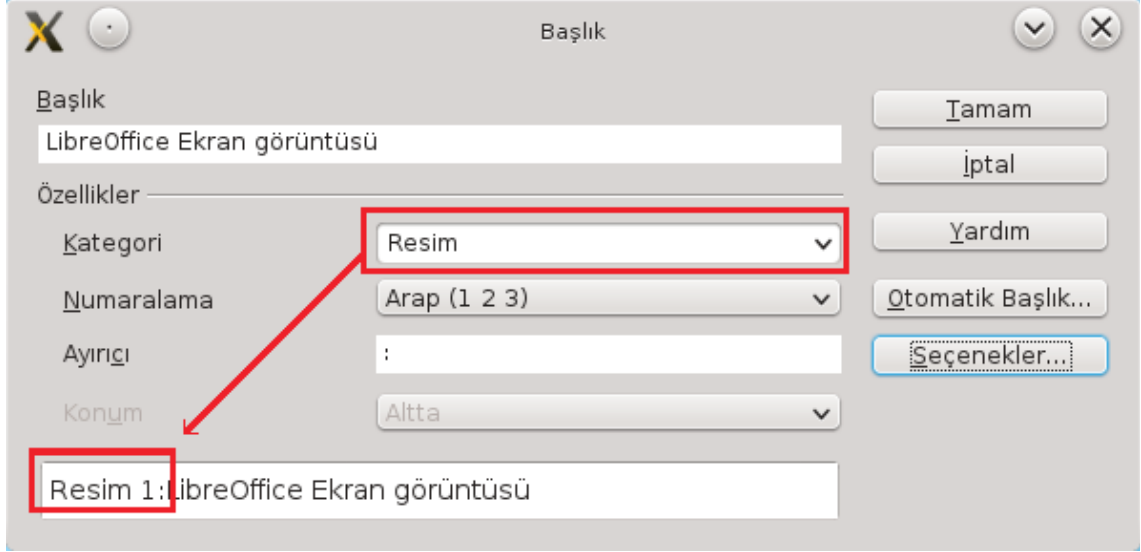 Başlık
Başlık
LibreOffice Ekran görüntüsü
Özellikler
Kategori
Resim
Numaralama
Arap (1 2 3)
Ayırıcı
:
Konum
Altta
Resim 1:LibreOffice Ekran görüntüsü
Tamam
İptal
Yardım
Otomatik Başlık...
Seçenekler...